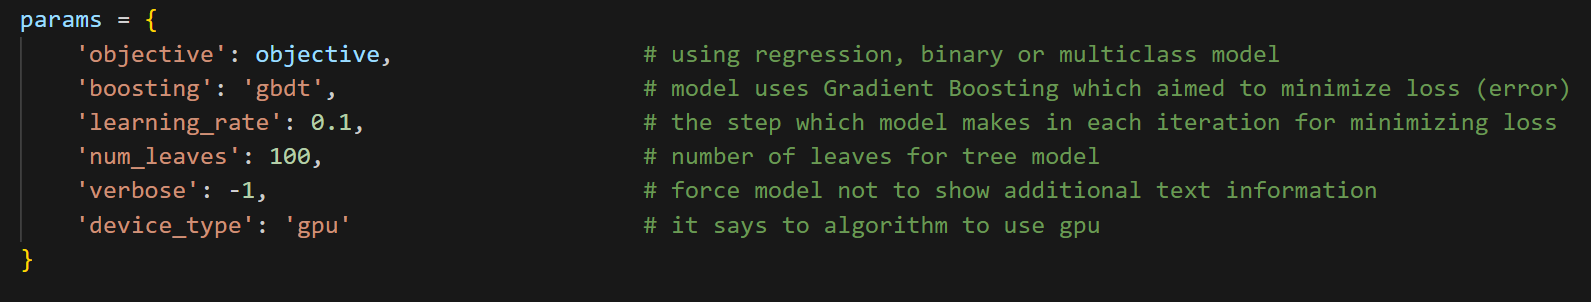 params = {
    'objective': objective,                  # using regression, binary or multiclass model
    'boosting': 'gbdt',                      # model uses Gradient Boosting which aimed to minimize loss (error)
    'learning_rate': 0.1,                    # the step which model makes in each iteration for minimizing loss
    'num_leaves': 100,                       # number of leaves for tree model
    'verbose': -1,                           # force model not to show additional text information
    'device_type': 'gpu'                     # it says to algorithm to use gpu
}